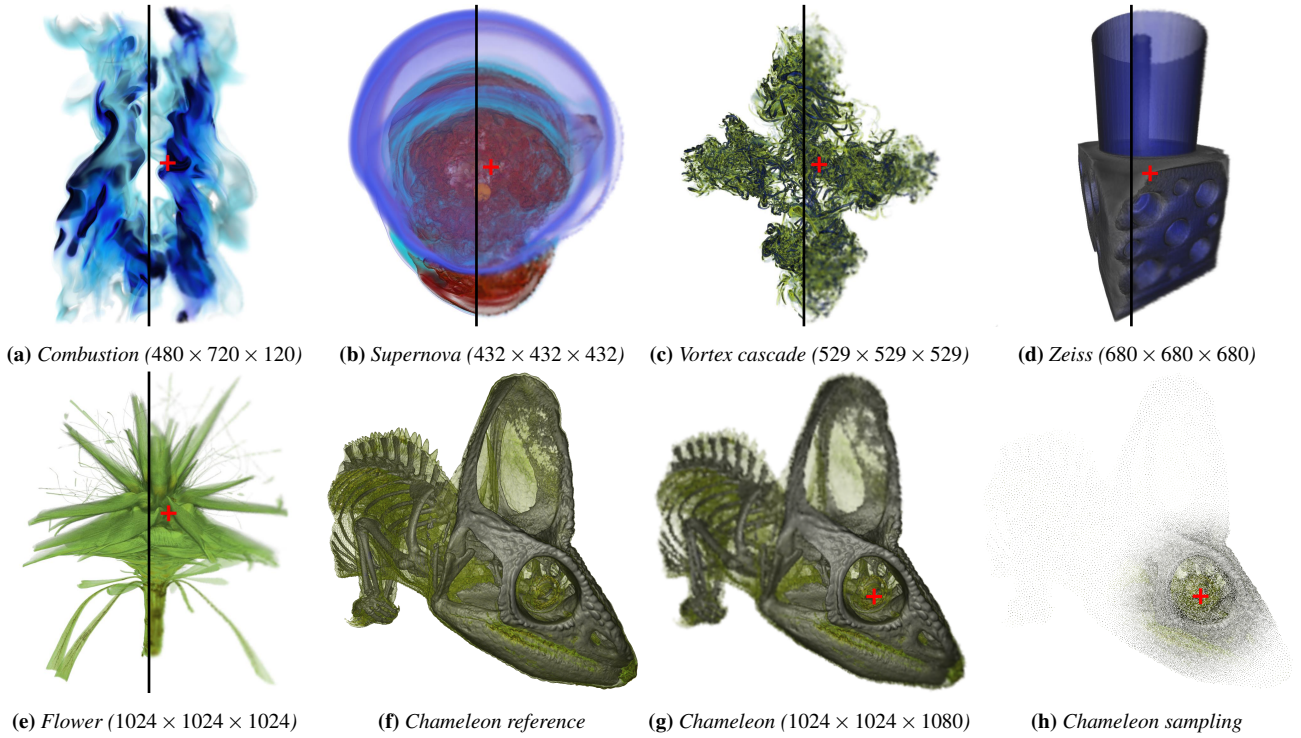 (a) Combustion (480 × 720 × 120)
(b) Supernova (432 × 432 × 432)
(c) Vortex cascade (529 × 529 × 529)
(d) Zeiss (680 × 680 × 680)
(e) Flower (1024 × 1024 × 1024)
(f) Chameleon reference
(g) Chameleon (1024 × 1024 × 1080)
(h) Chameleon sampling